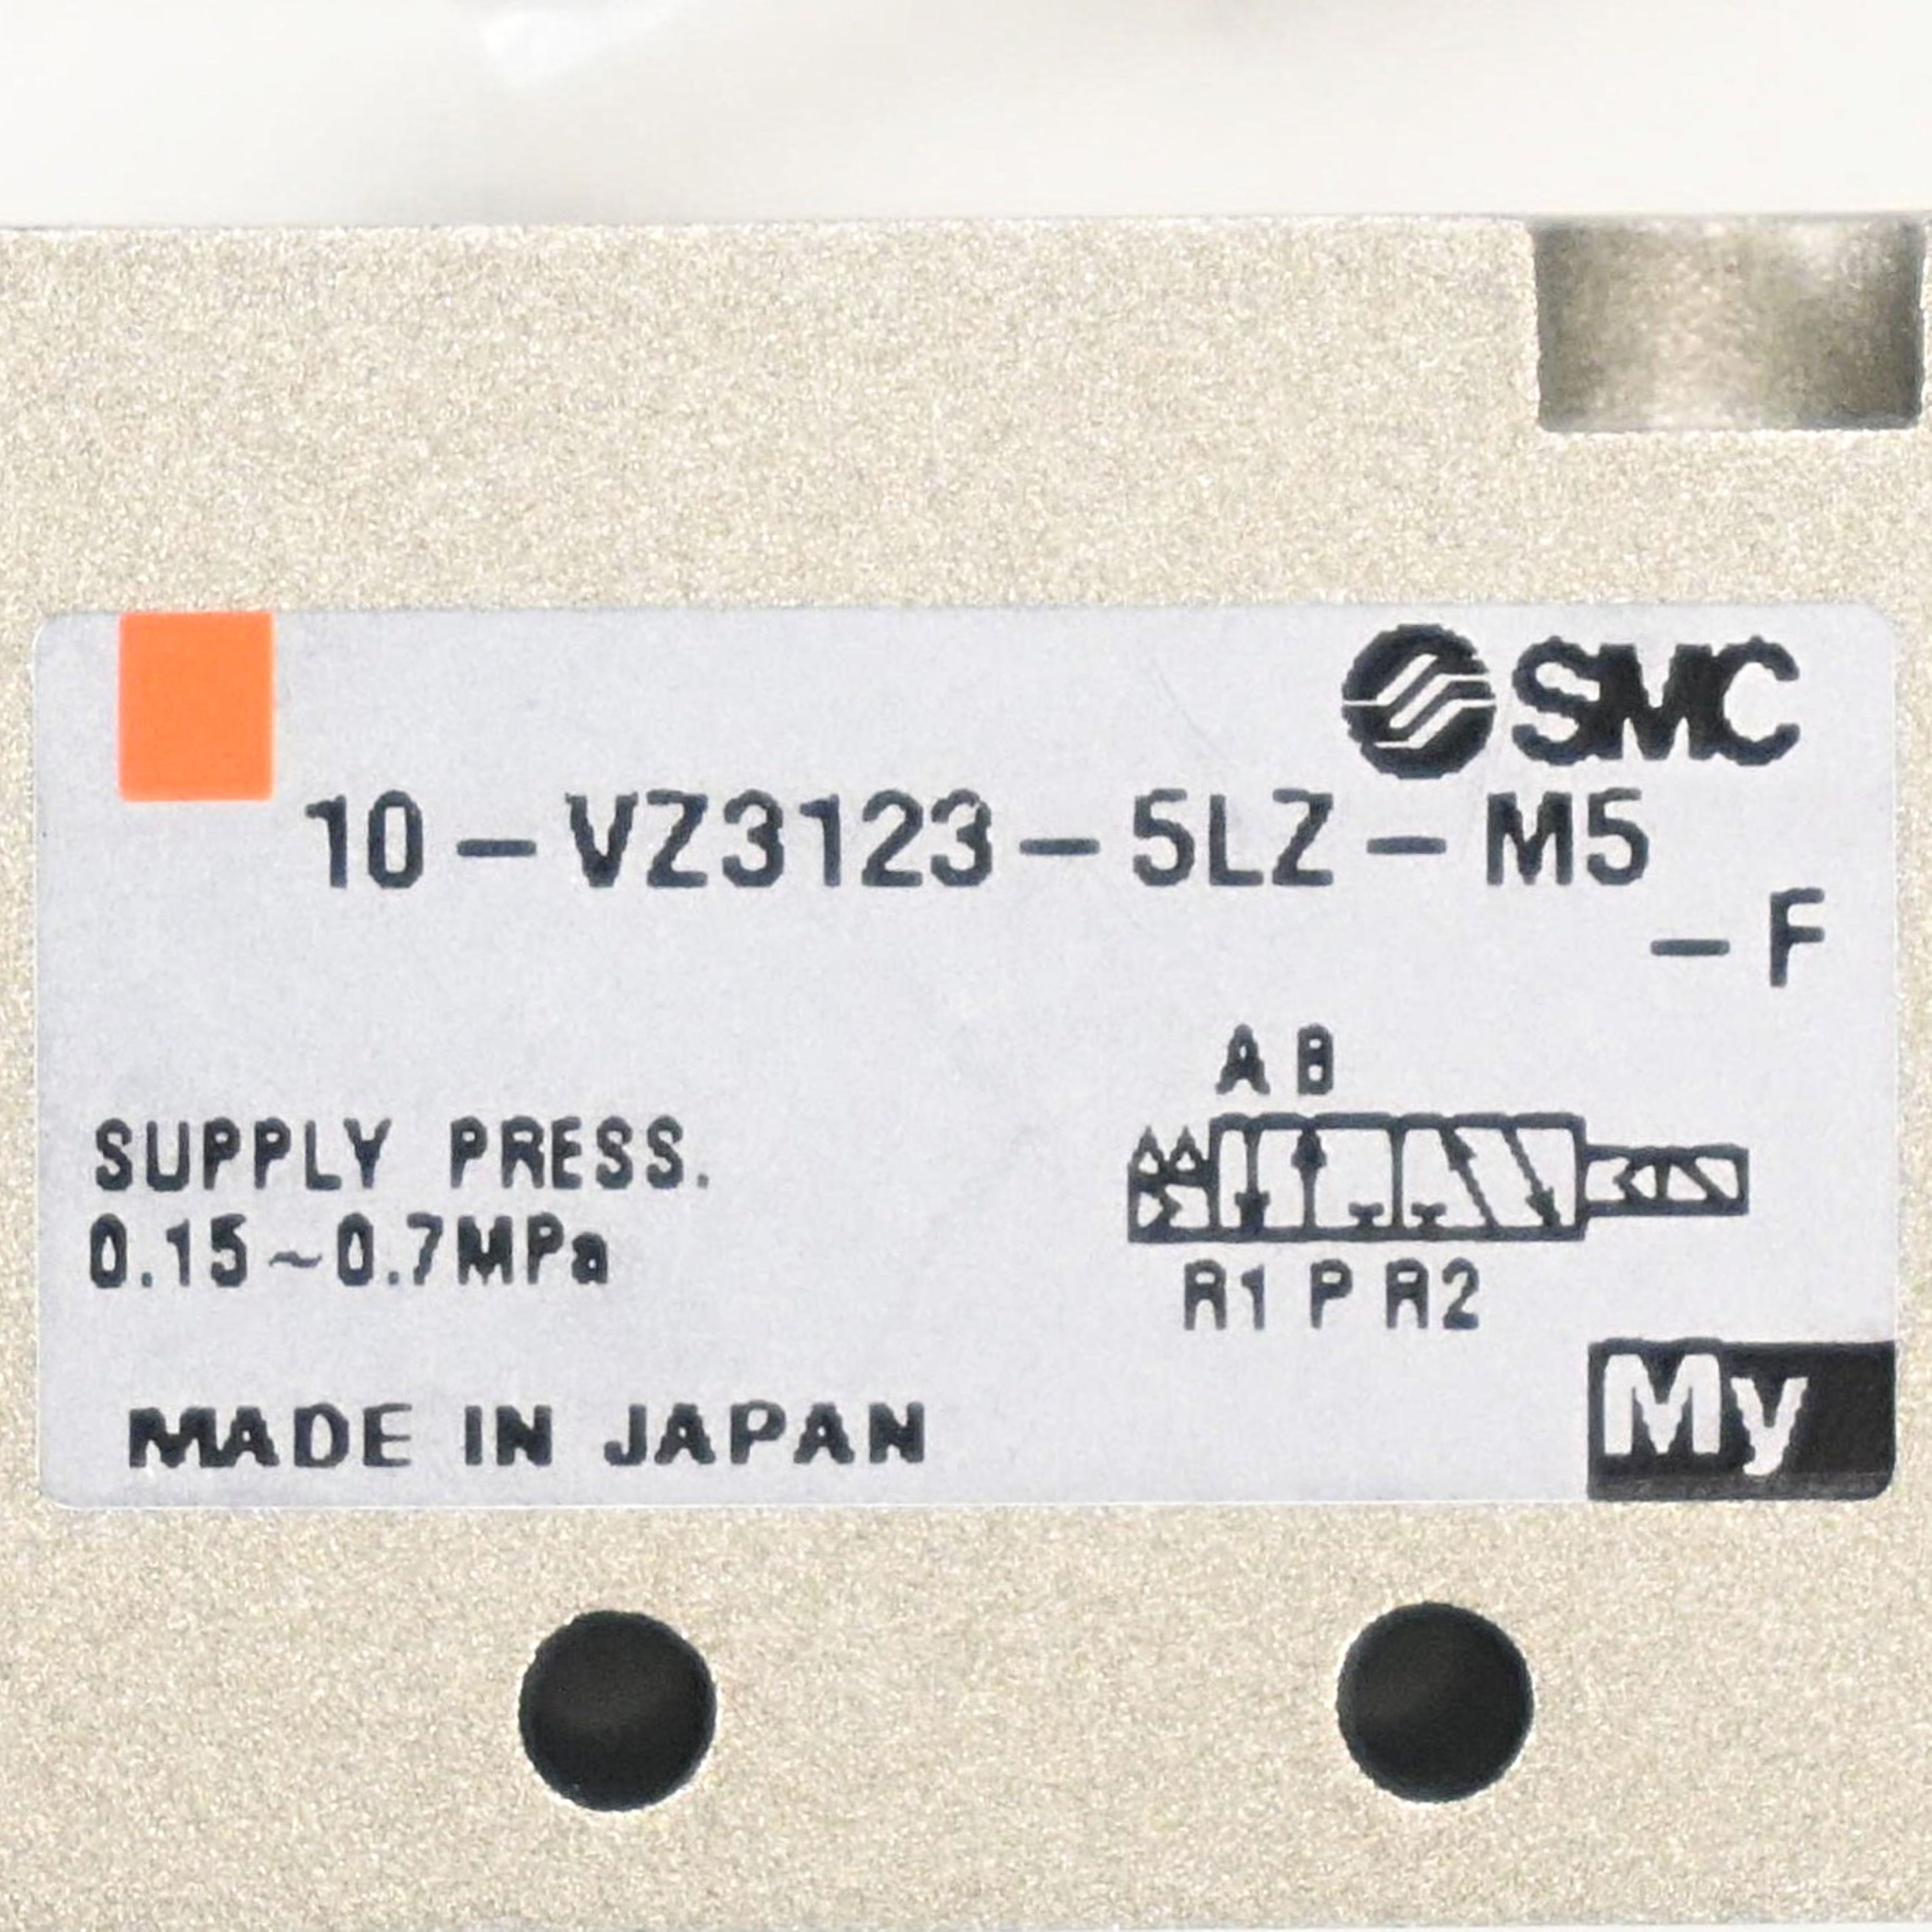 SMC
10-VZ3123-5LZ-M5
-F
A B
SUPPLY PRESS.
0.15~0.7MPa
R1 P R2
My
MADE IN JAPAN